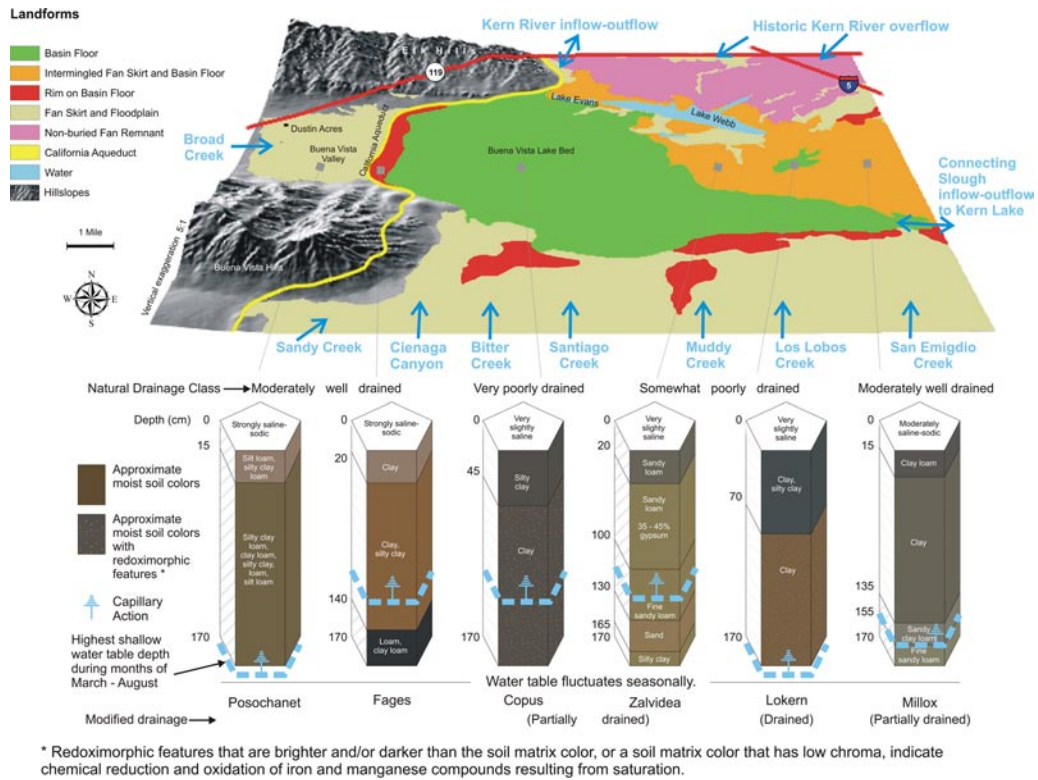 Landforms
Basin Floor
Intermingled Fan Skirt and Basin Floor
Rim on Basin Floor
Fan Skirt and Floodplain
Non-buried Fan Remnant
California Aqueduct
Water
Hillslopes
1 Mile
N
W E
S
Vertical exaggeration 5:1
Kern River inflow-outflow
Historic Kern River overflow
Elk Hills
119
5
Lake Evans
Lake Webb
Dustin Acres
Broad
Creek
Buena Vista
Valley
California Aqueduct
Buena Vista Lake Bed
Connecting
Slough
inflow-outflow
to Kern Lake
Buena Vista Hills
Sandy Creek
Cienaga
Canyon
Bitter
Creek
Santiago
Creek
Muddy
Creek
Los Lobos
Creek
San Emigdio
Creek
Natural Drainage Class
Moderately well drained
Very poorly drained
Somewhat poorly drained
Moderately well drained
Depth (cm)
0
15
170
Strongly saline-
sodic
Silt loam,
silty clay
loam
Silty clay
loam,
clay loam,
silty clay,
loam,
silt loam
0
20
140
170
Strongly saline-
sodic
Clay
Clay,
silty clay
Loam,
clay loam
0
45
170
Very
slightly
saline
Silty
clay
Clay
0
20
100
130
165
170
Very
slightly
saline
Sandy
loam
Sandy
loam
35 - 45%
gypsum
Fine
sandy loam
Sand
Silty clay
0
70
170
Very
slightly
saline
Clay,
silty clay
Clay
0
15
135
155
170
Moderately
saline-sodic
Clay loam
Clay
Sandy
clay loam
Fine
sandy loam
Approximate
moist soil colors
Approximate
moist soil colors
with
redoximorphic
features *
Capillary
Action
Highest shallow
water table depth
during months of
March - August
Water table fluctuates seasonally.
Posochanet
Fages
Copus
Zalvidea
Lokern
Millox
Modified drainage
(Partially drained)
(Drained)
(Partially drained)
* Redoximorphic features that are brighter and/or darker than the soil matrix color, or a soil matrix color that has low chroma, indicate
chemical reduction and oxidation of iron and manganese compounds resulting from saturation.